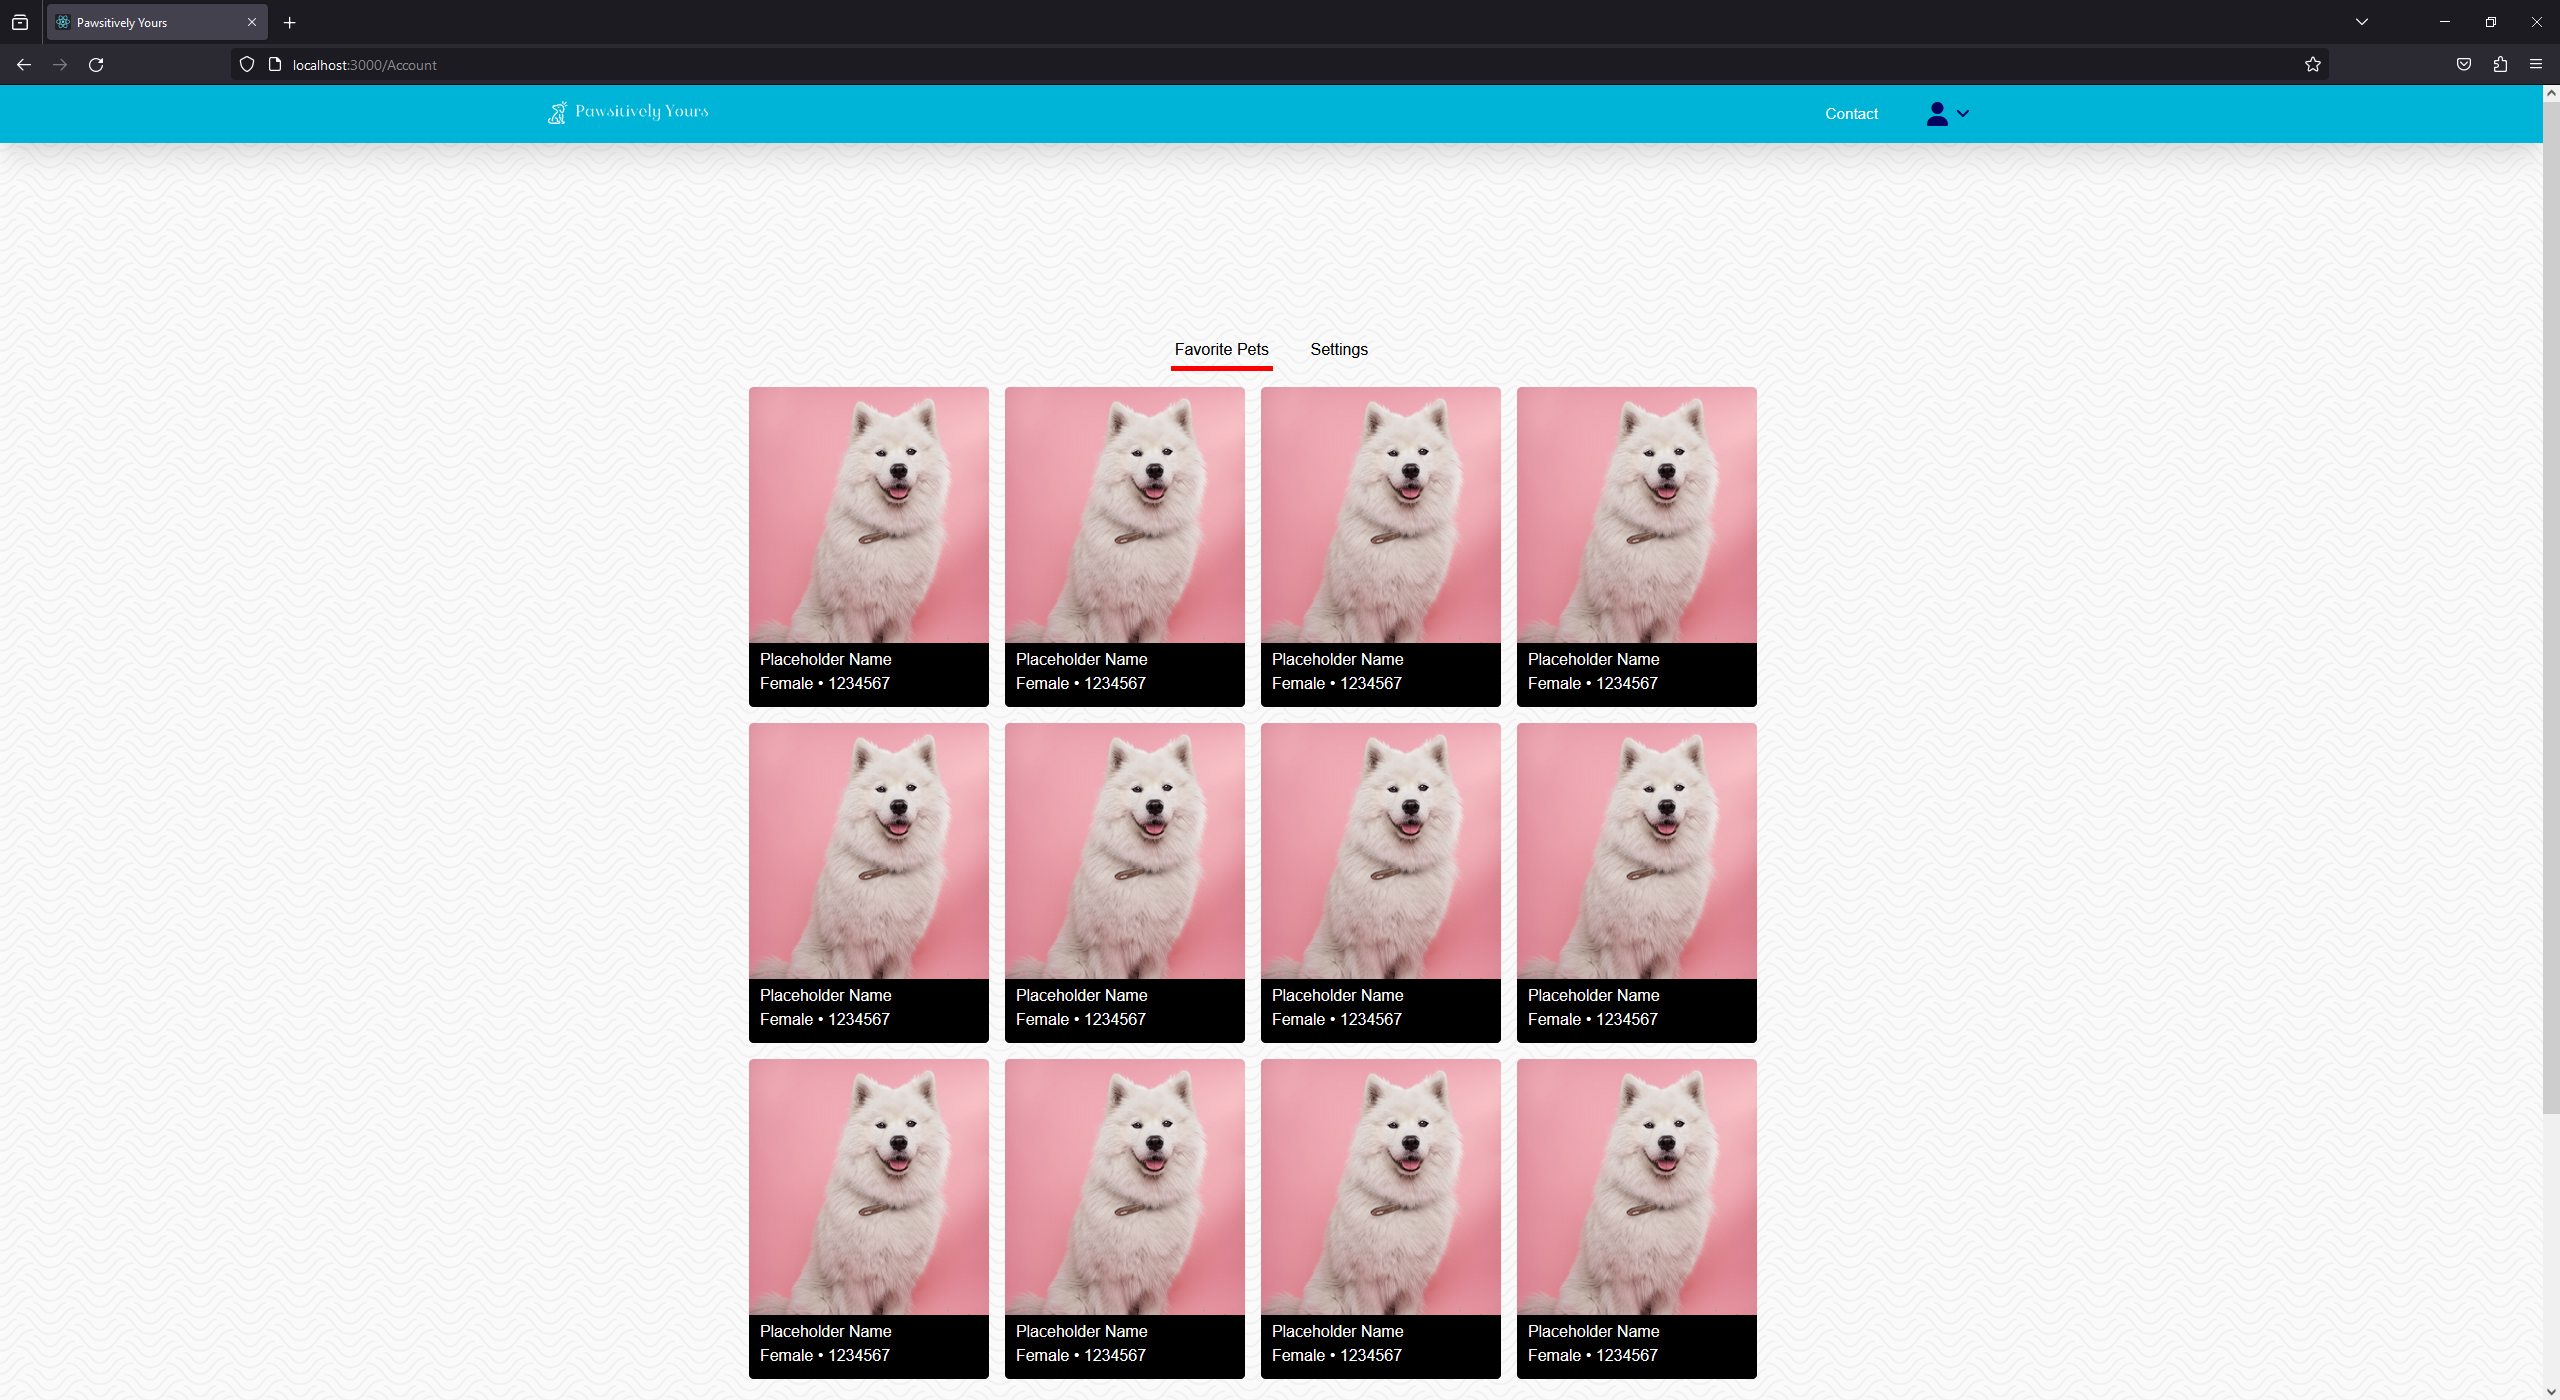 Pawsitively Yours
localhost:3000/Account
Pawsitively Yours
Contact
Favorite Pets Settings
Placeholder Name Placeholder Name Placeholder Name Placeholder Name
Female • 1234567 Female • 1234567 Female • 1234567 Female • 1234567
Placeholder Name Placeholder Name Placeholder Name Placeholder Name
Female • 1234567 Female • 1234567 Female • 1234567 Female • 1234567
Placeholder Name Placeholder Name Placeholder Name Placeholder Name
Female • 1234567 Female • 1234567 Female • 1234567 Female • 1234567